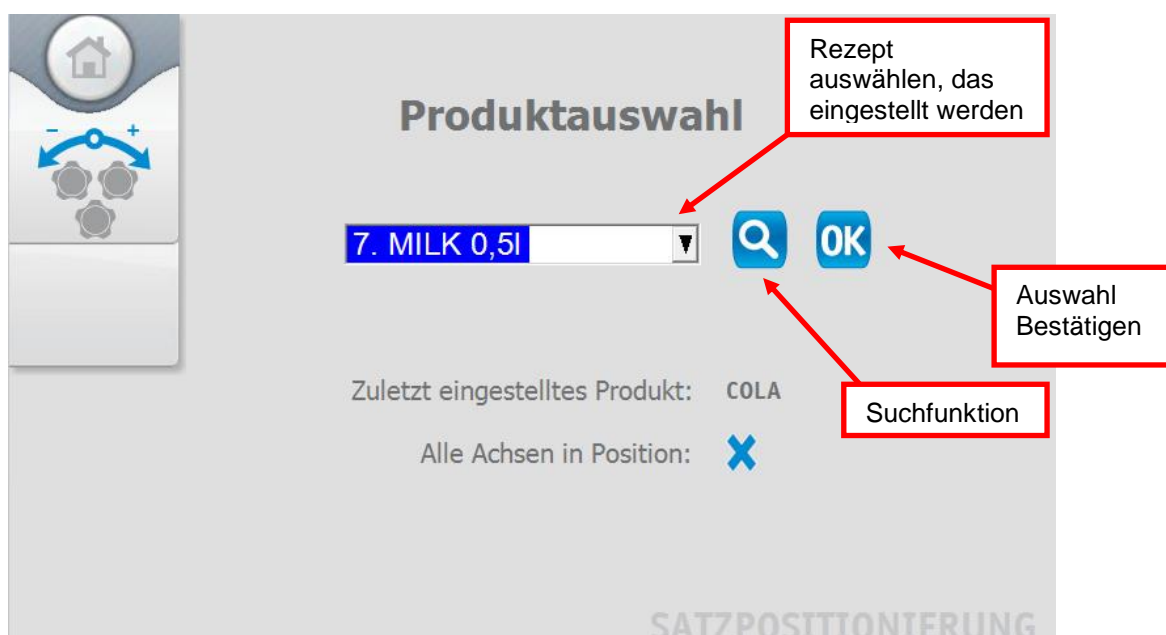 Rezept
auswählen, das
eingestellt werden
Produktauswahl
- +
7. MILK 0,5l
OK
Auswahl
Bestätigen
Zuletzt eingestelltes Produkt: COLA
Suchfunktion
Alle Achsen in Position:
SATZPOSITIONIERUNG